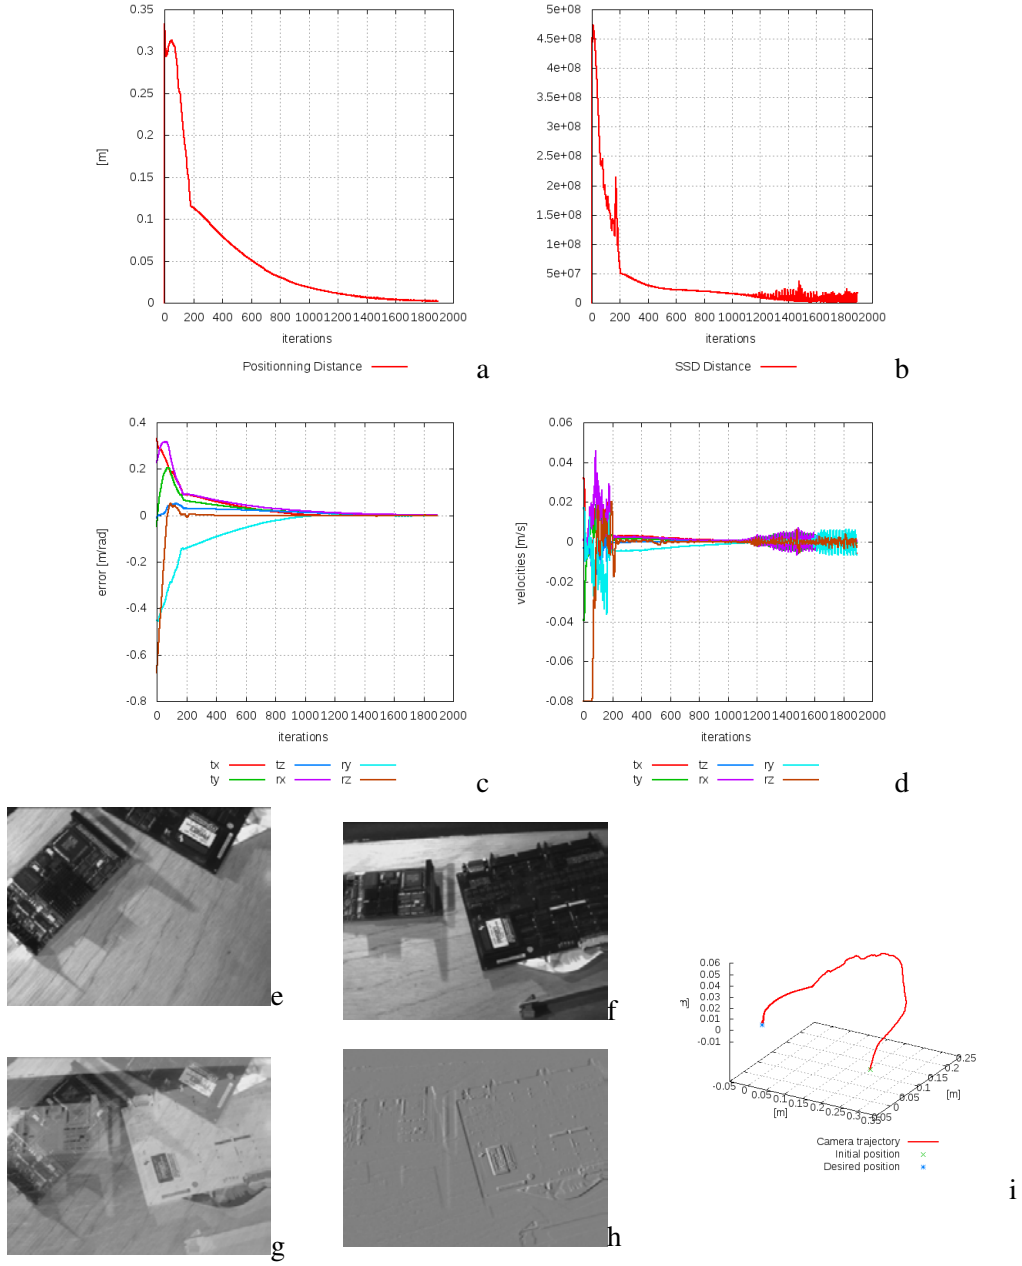 0.35
0.3
0.25
0.2
0.15
0.1
0.05
0
[m]
0 200 400 600 800 1000 1200 1400 1600 1800 2000
iterations
Positionning Distance
a
5e+08
4.5e+08
4e+08
3.5e+08
3e+08
2.5e+08
2e+08
1.5e+08
1e+08
5e+07
0
0 200 400 600 800 1000 1200 1400 1600 1800 2000
iterations
SSD Distance
b
0.4
0.2
0
-0.2
-0.4
-0.6
-0.8
error [m/rad]
0 200 400 600 800 1000 1200 1400 1600 1800 2000
iterations
tx tz ry
ty rx rz
c
0.06
0.04
0.02
0
-0.02
-0.04
-0.06
-0.08
velocities [m/s]
0 200 400 600 800 1000 1200 1400 1600 1800 2000
iterations
tx tz ry
ty rx rz
d
e
f
g
h
0.06
0.05
0.04
0.03
0.02
0.01
0
-0.01
-0.05 0 0.05 0.1 0.15 0.2 0.25 0.3 0.35
[m]
-0.05 0 0.05 0.1 0.15 0.2 0.25
[m]
Camera trajectory
Initial position
Desired position
i